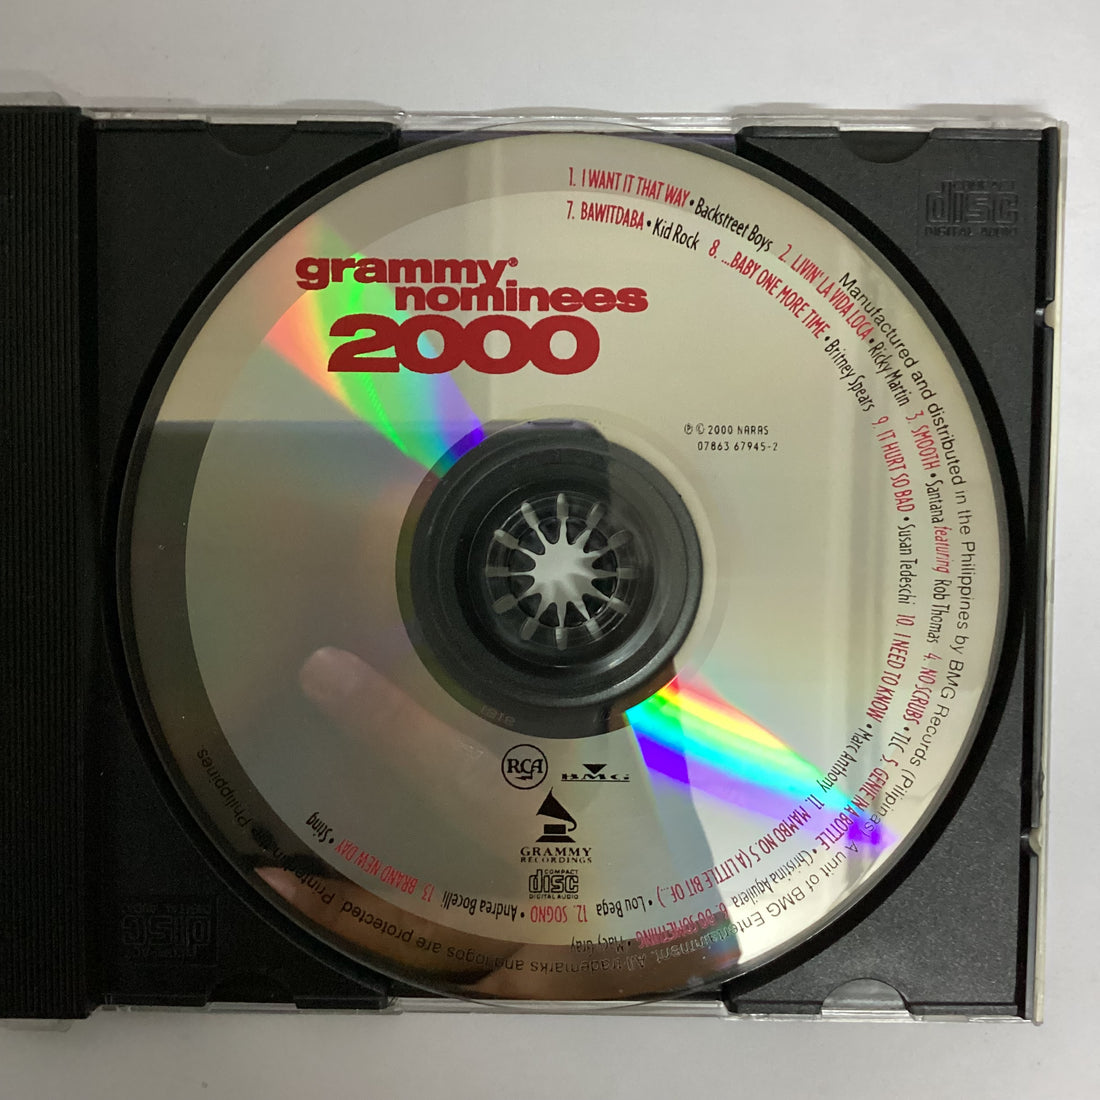 grammy®
nominees
2000
1. I WANT IT THAT WAY • Backstreet Boys 2. LIVIN' LA VIDA LOCA • Ricky Martin 3. SMOOTH • Santana featuring Rob Thomas 4. NO SCRUBS • TLC 5. GENIE IN A BOTTLE • Christina Aguilera 6. DO SOMETHING • Macy Gray
7. BAWITDABA • Kid Rock 8. ...BABY ONE MORE TIME • Britney Spears 9. IT HURT SO BAD • Susan Tedeschi 10. I NEED TO KNOW • Marc Anthony 11. MAMBO NO. 5 (A LITTLE BIT OF...) • Lou Bega 12. SOGNO • Andrea Bocelli 13. BRAND NEW DAY • Sting
Manufactured and distributed in the Philippines by BMG Records (Pilipinas) A unit of BMG Entertainment. All trademarks and logos are protected. Printed in the Philippines
℗ © 2000 NARAS
07863 67945-2
RCA
BMG
GRAMMY
RECORDINGS
COMPACT
disc
DIGITAL AUDIO
COMPACT
disc
DIGITAL AUDIO
disc